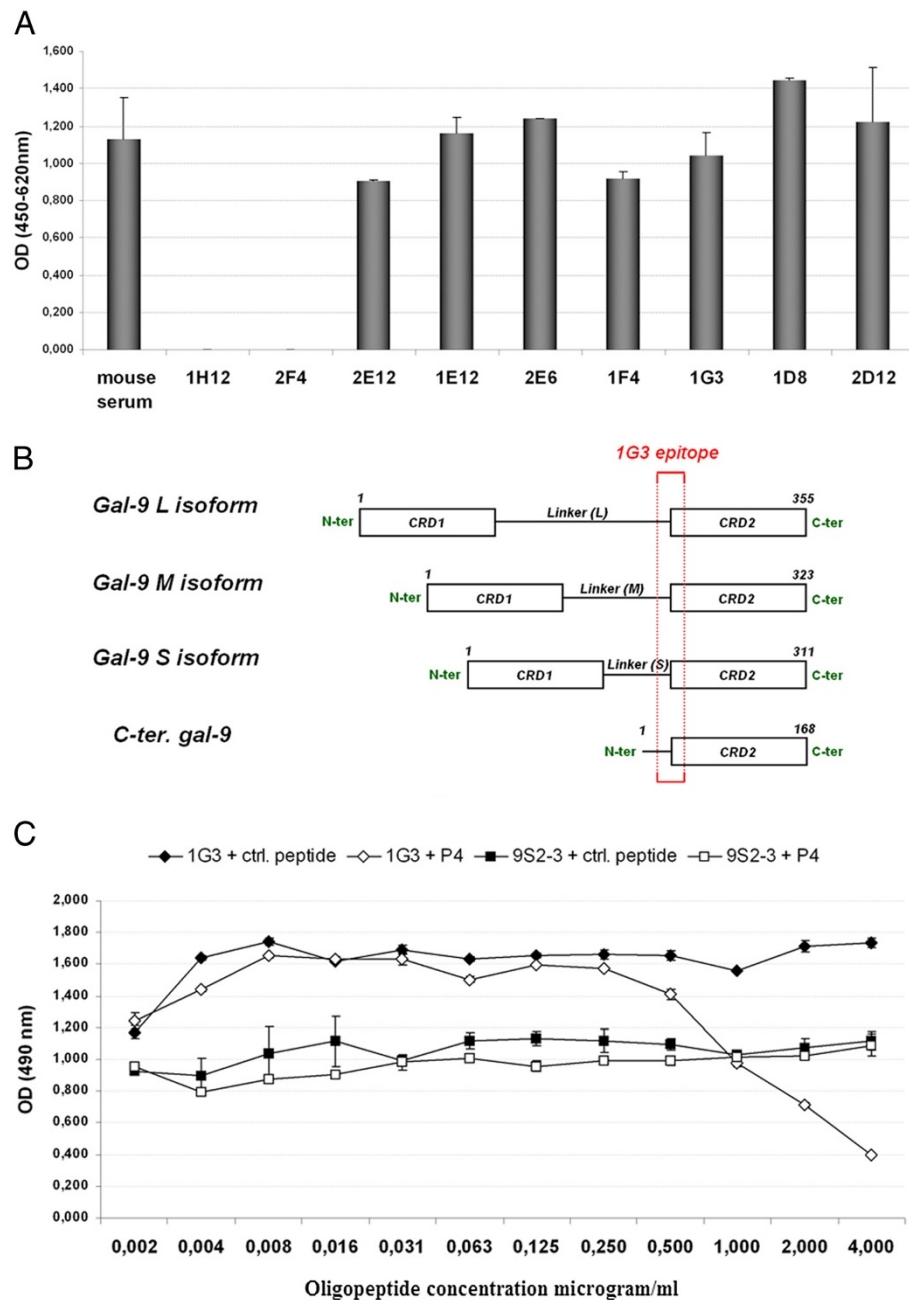 A
1,600
1,400
1,200
1,000
0,800
0,600
0,400
0,200
0,000
OD (450-620nm)
mouse serum 1H12 2F4 2E12 1E12 2E6 1F4 1G3 1D8 2D12
B
1G3 epitope
Gal-9 L isoform
1
355
N-ter CRD1 Linker (L) CRD2 C-ter
Gal-9 M isoform
1
323
N-ter CRD1 Linker (M) CRD2 C-ter
Gal-9 S isoform
1
311
N-ter CRD1 Linker (S) CRD2 C-ter
C-ter. gal-9
1
168
N-ter CRD2 C-ter
C
1G3 + ctrl. peptide 1G3 + P4 9S2-3 + ctrl. peptide 9S2-3 + P4
2,000
1,800
1,600
1,400
1,200
1,000
0,800
0,600
0,400
0,200
0,000
OD (490 nm)
0,002 0,004 0,008 0,016 0,031 0,063 0,125 0,250 0,500 1,000 2,000 4,000
Oligopeptide concentration microgram/ml